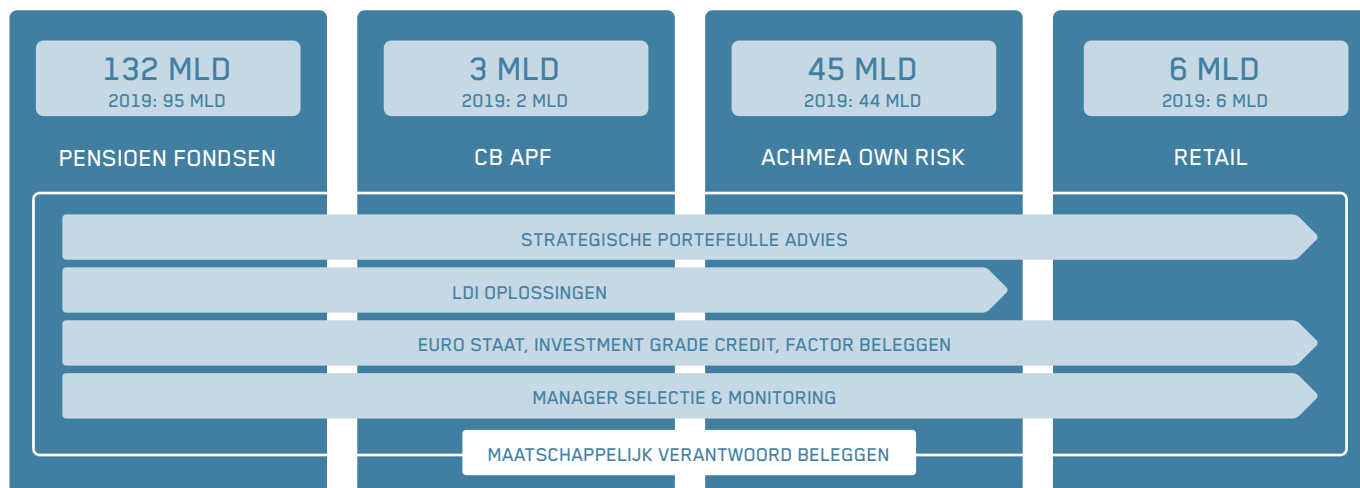 132 MLD
2019: 95 MLD
PENSIOEN FONDSEN
3 MLD
2019: 2 MLD
CB APF
45 MLD
2019: 44 MLD
ACHMEA OWN RISK
6 MLD
2019: 6 MLD
RETAIL
STRATEGISCHE PORTEFEULLE ADVIES
LDI OPLOSSINGEN
EURO STAAT, INVESTMENT GRADE CREDIT, FACTOR BELEGGEN
MANAGER SELECTIE & MONITORING
MAATSCHAPPELIJK VERANTWOORD BELEGGEN